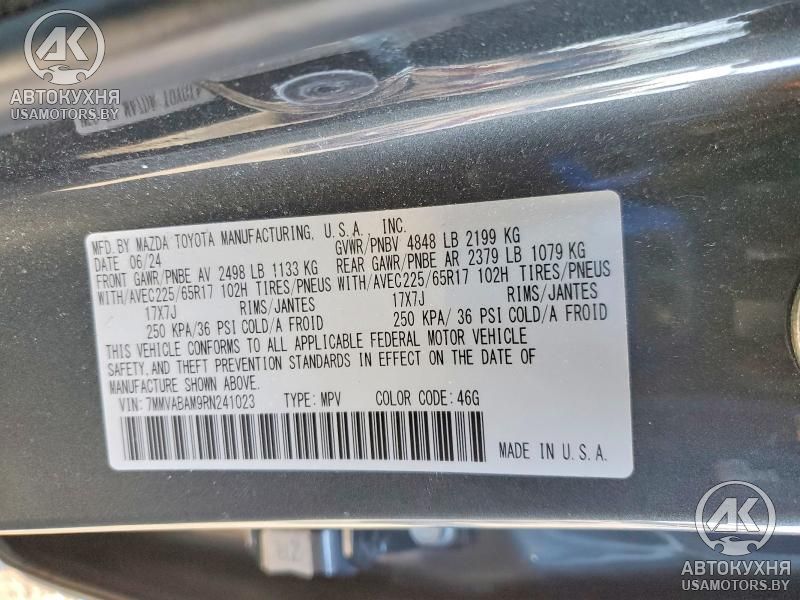 AK
АВТОКУХНЯ
USAMOTORS.BY
MFD.BY MAZDA TOYOTA MANUFACTURING, U.S.A. INC.
DATE 06/24 GVWR/PNBV 4848 LB 2199 KG
FRONT GAWR/PNBE AV 2498 LB 1133 KG REAR GAWR/PNBE AR 2379 LB 1079 KG
WITH/AVEC225/65R17 102H TIRES/PNEUS WITH/AVEC225/65R17 102H TIRES/PNEUS
17X7J RIMS/JANTES 17X7J RIMS/JANTES
250 KPA/36 PSI COLD/A FROID 250 KPA/ 36 PSI COLD/A FROID
THIS VEHICLE CONFORMS TO ALL APPLICABLE FEDERAL MOTOR VEHICLE
SAFETY,AND THEFT PREVENTION STANDARDS IN EFFECT ON THE DATE OF
MANUFACTURE SHOWN ABOVE.
VIN:7MMVABAM9RN241023 TYPE:MPV COLOR CODE:46G
MADE IN U.S.A.
AK
АВТОКУХНЯ
USAMOTORS.BY